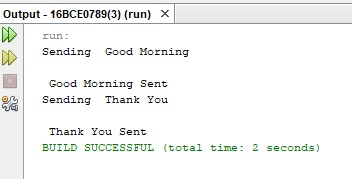 Output - 16BCE0789(3) (run) ×
run:
Sending  Good Morning
 Good Morning Sent
Sending  Thank You
 Thank You Sent
BUILD SUCCESSFUL (total time: 2 seconds)